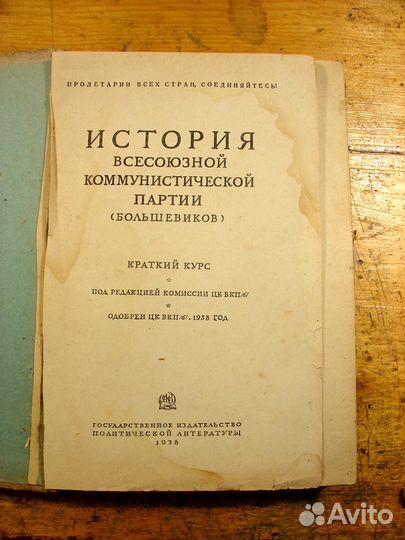 ПРОЛЕТАРИИ ВСЕХ СТРАН, СОЕДИНЯЙТЕСЬ!
ИСТОРИЯ
ВСЕСОЮЗНОЙ
КОММУНИСТИЧЕСКОЙ
ПАРТИИ
(БОЛЬШЕВИКОВ)
КРАТКИЙ КУРС
ПОД РЕДАКЦИЕЙ КОМИССИИ ЦК ВКП(б)
ОДОБРЕН ЦК ВКП(б). 1938 ГОД
ГОСУДАРСТВЕННОЕ ИЗДАТЕЛЬСТВО
ПОЛИТИЧЕСКОЙ ЛИТЕРАТУРЫ
1938
Avito